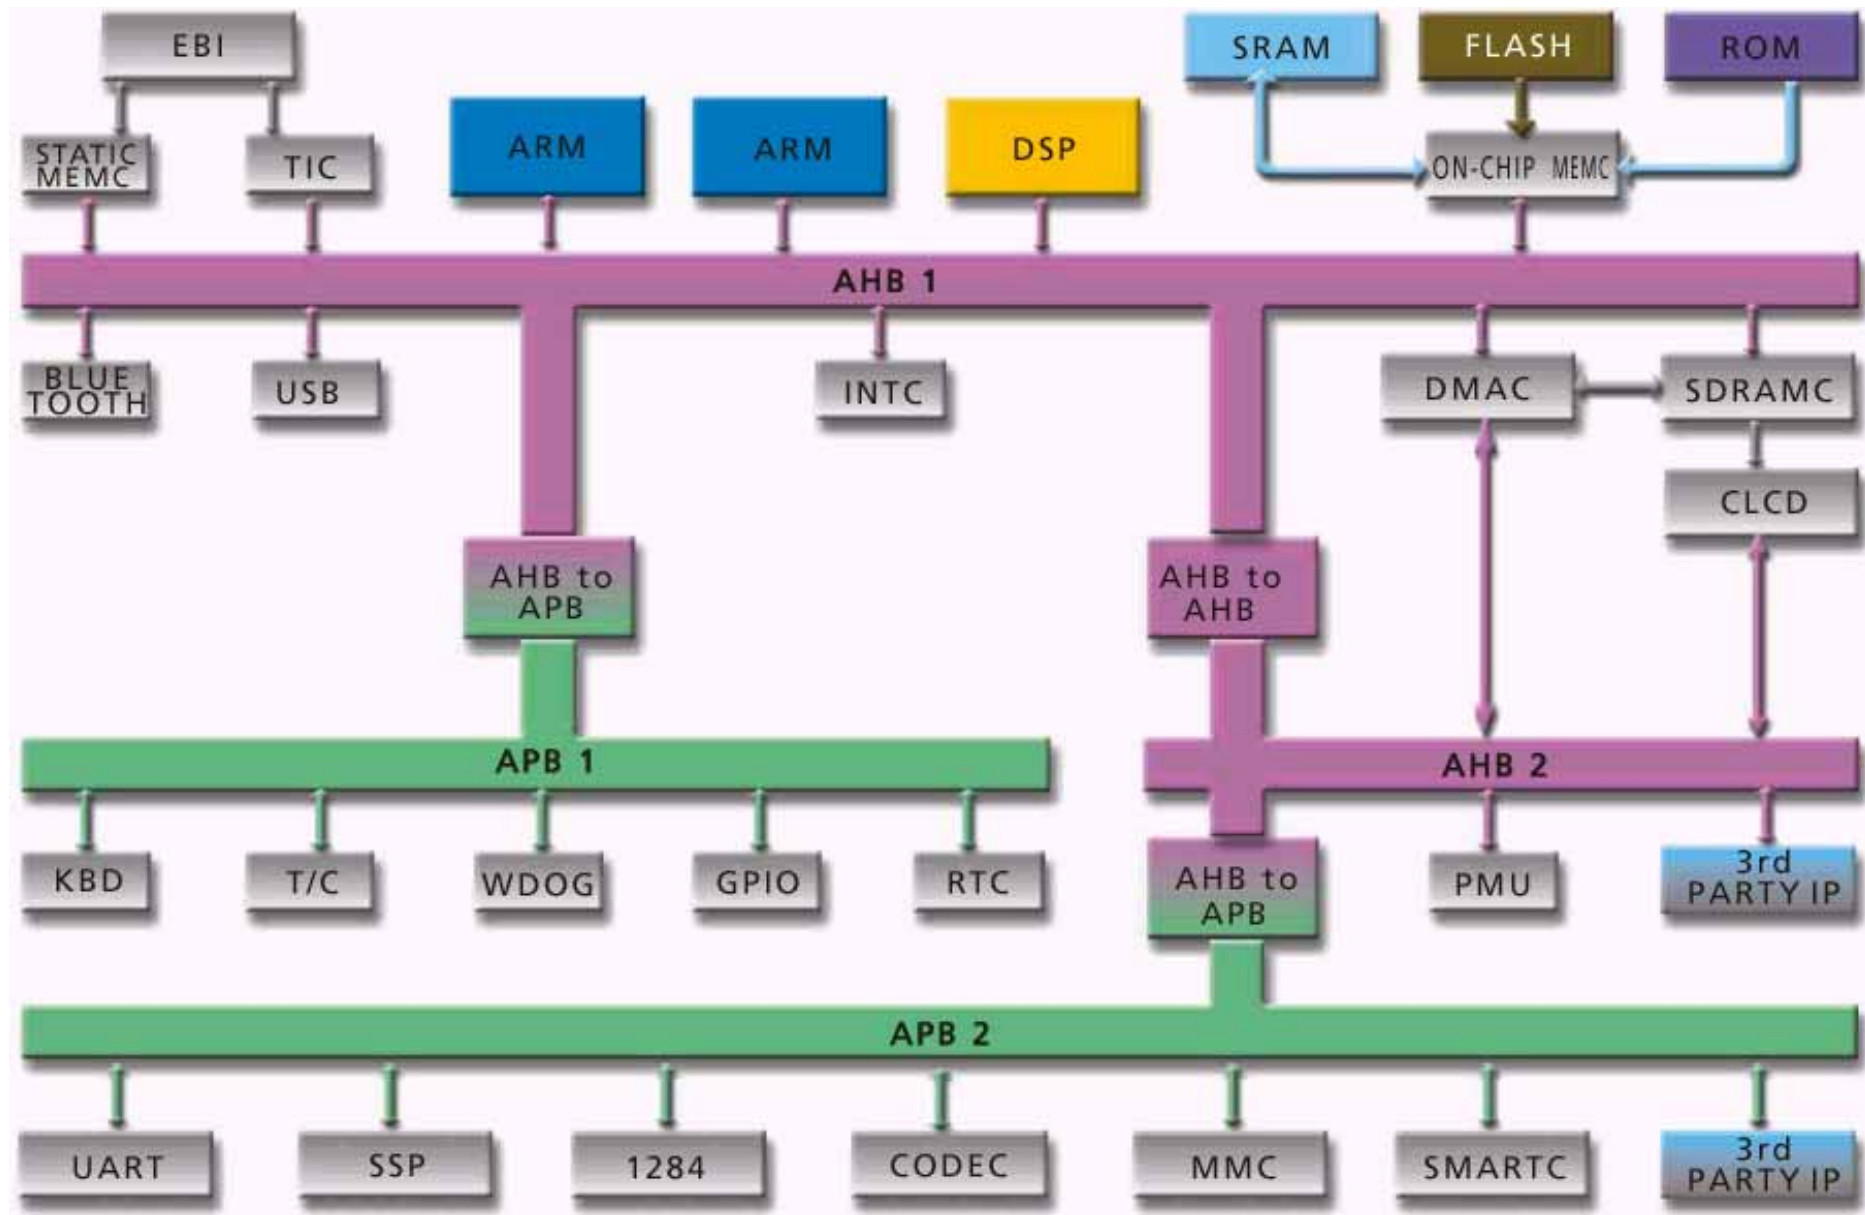 EBI
SRAM
FLASH
ROM
STATIC
MEMC
TIC
ARM
ARM
DSP
ON-CHIP MEMC
AHB 1
BLUE
TOOTH
USB
INTC
DMAC
SDRAMC
CLCD
AHB to
APB
AHB to
AHB
APB 1
AHB 2
KBD
T/C
WDOG
GPIO
RTC
AHB to
APB
PMU
3rd
PARTY IP
APB 2
UART
SSP
1284
CODEC
MMC
SMARTC
3rd
PARTY IP